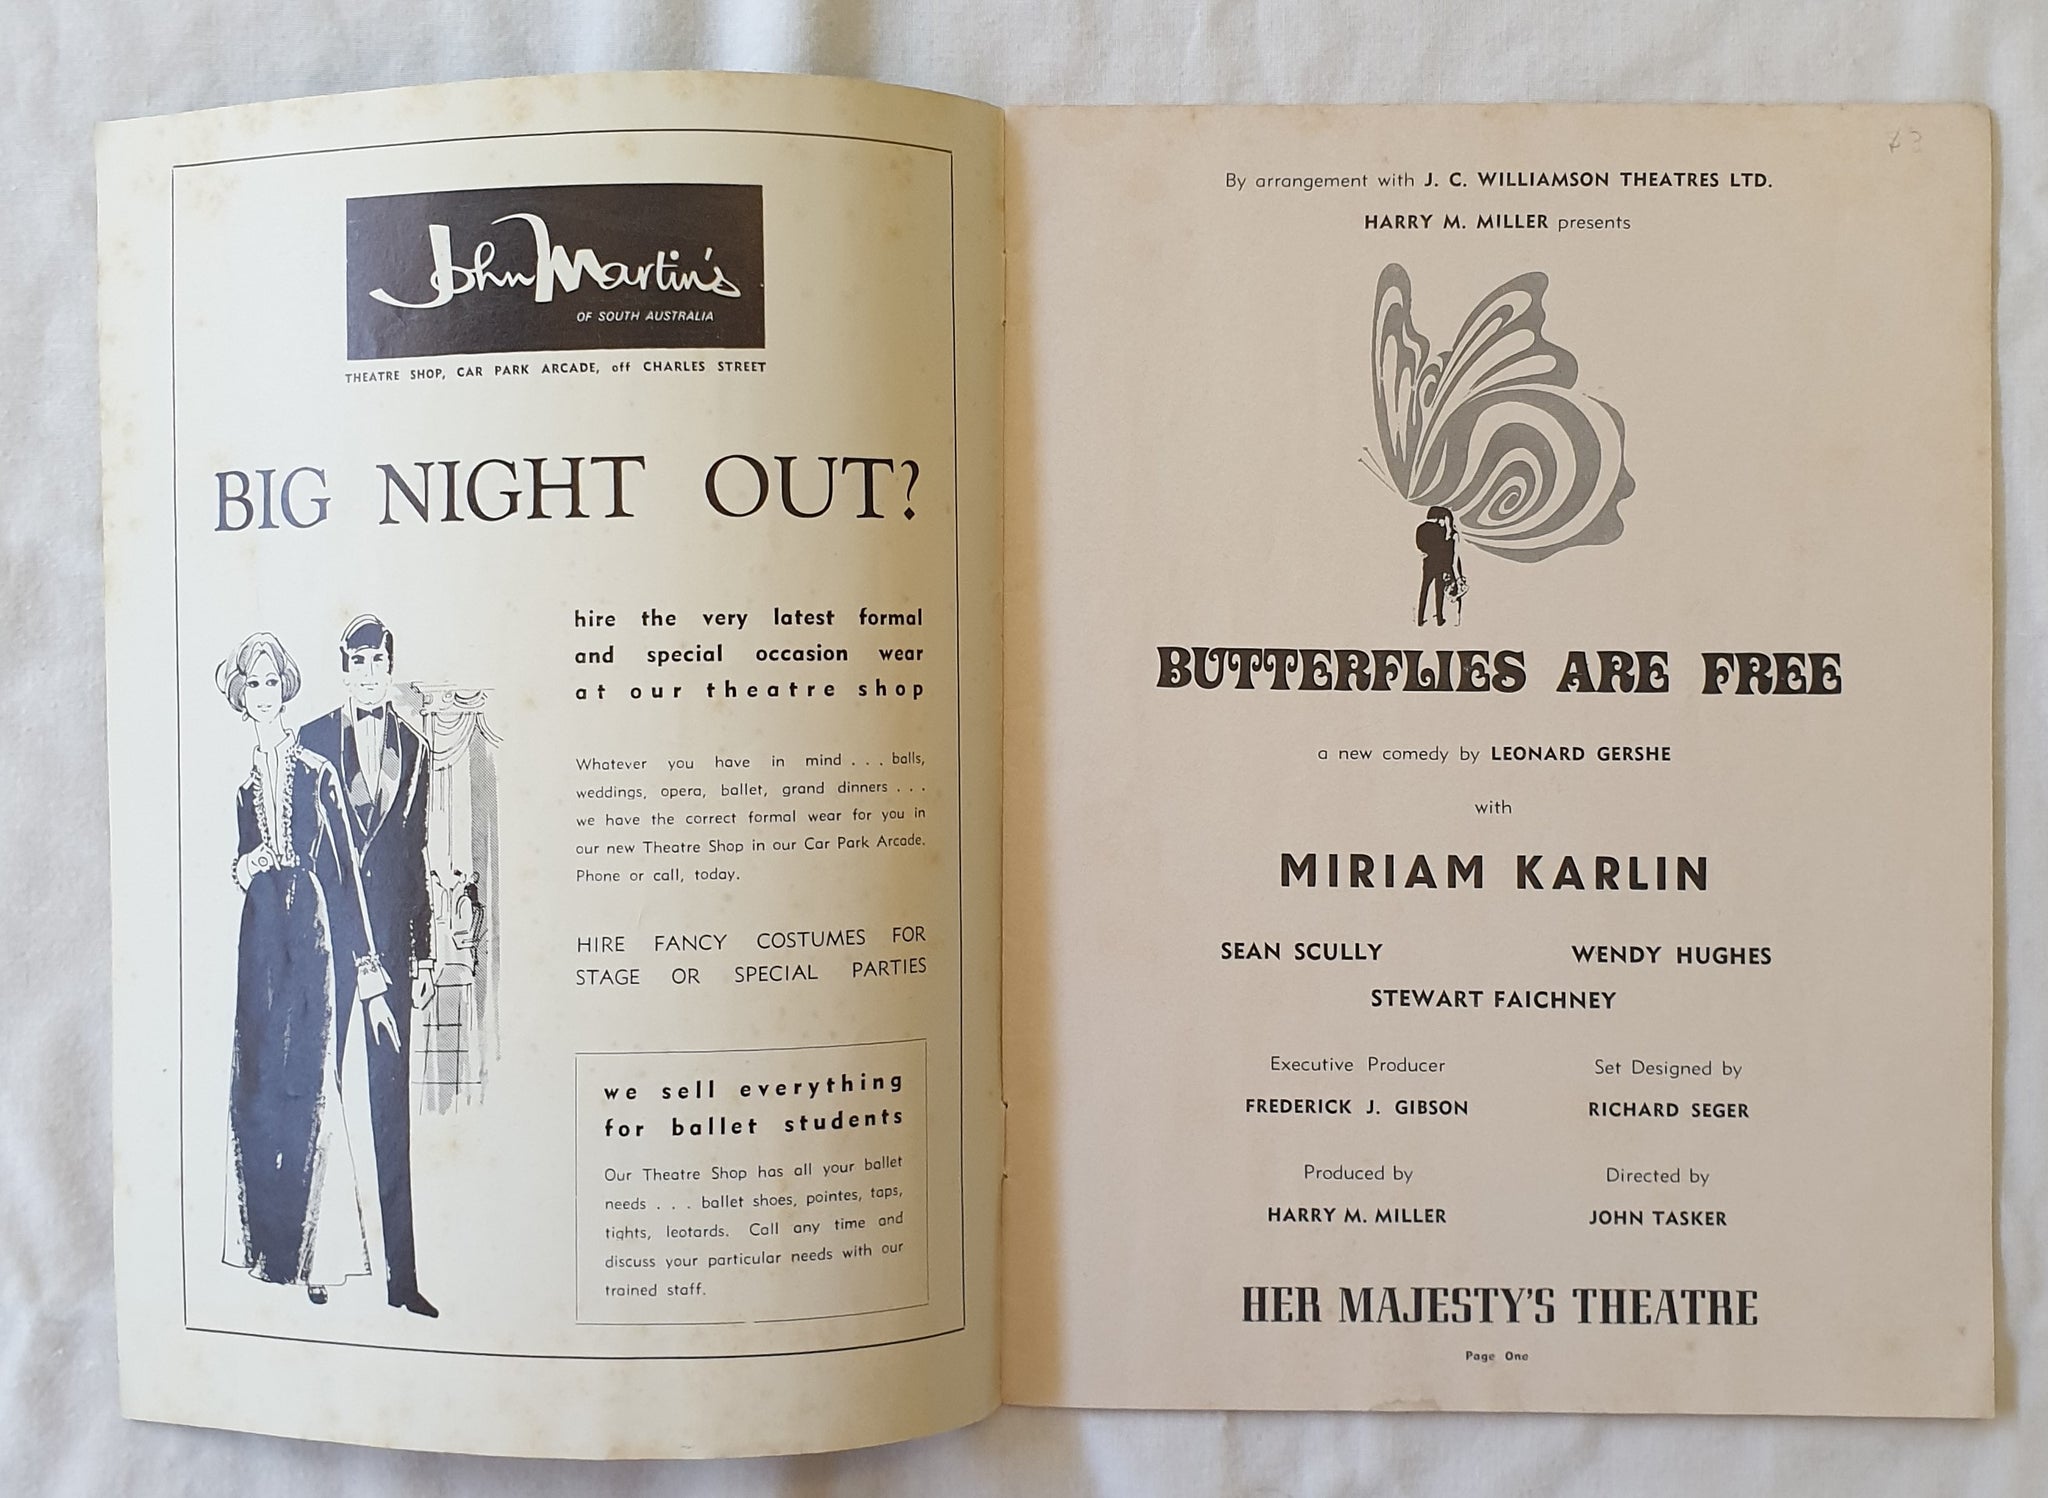 John Martin's
OF SOUTH AUSTRALIA
THEATRE SHOP, CAR PARK ARCADE, off CHARLES STREET
BIG NIGHT OUT?
hire the very latest formal
and special occasion wear
at our theatre shop
Whatever you have in mind . . . balls,
weddings, opera, ballet, grand dinners . . .
we have the correct formal wear for you in
our new Theatre Shop in our Car Park Arcade.
Phone or call, today.
HIRE FANCY COSTUMES FOR
STAGE OR SPECIAL PARTIES
we sell everything
for ballet students
Our Theatre Shop has all your ballet
needs . . . ballet shoes, pointes, taps,
tights, leotards. Call any time and
discuss your particular needs with our
trained staff.
By arrangement with J. C. WILLIAMSON THEATRES LTD.
HARRY M. MILLER presents
BUTTERFLIES ARE FREE
a new comedy by LEONARD GERSHE
with
MIRIAM KARLIN
SEAN SCULLY WENDY HUGHES
STEWART FAICHNEY
Executive Producer Set Designed by
FREDERICK J. GIBSON RICHARD SEGER
Produced by Directed by
HARRY M. MILLER JOHN TASKER
HER MAJESTY'S THEATRE
Page One